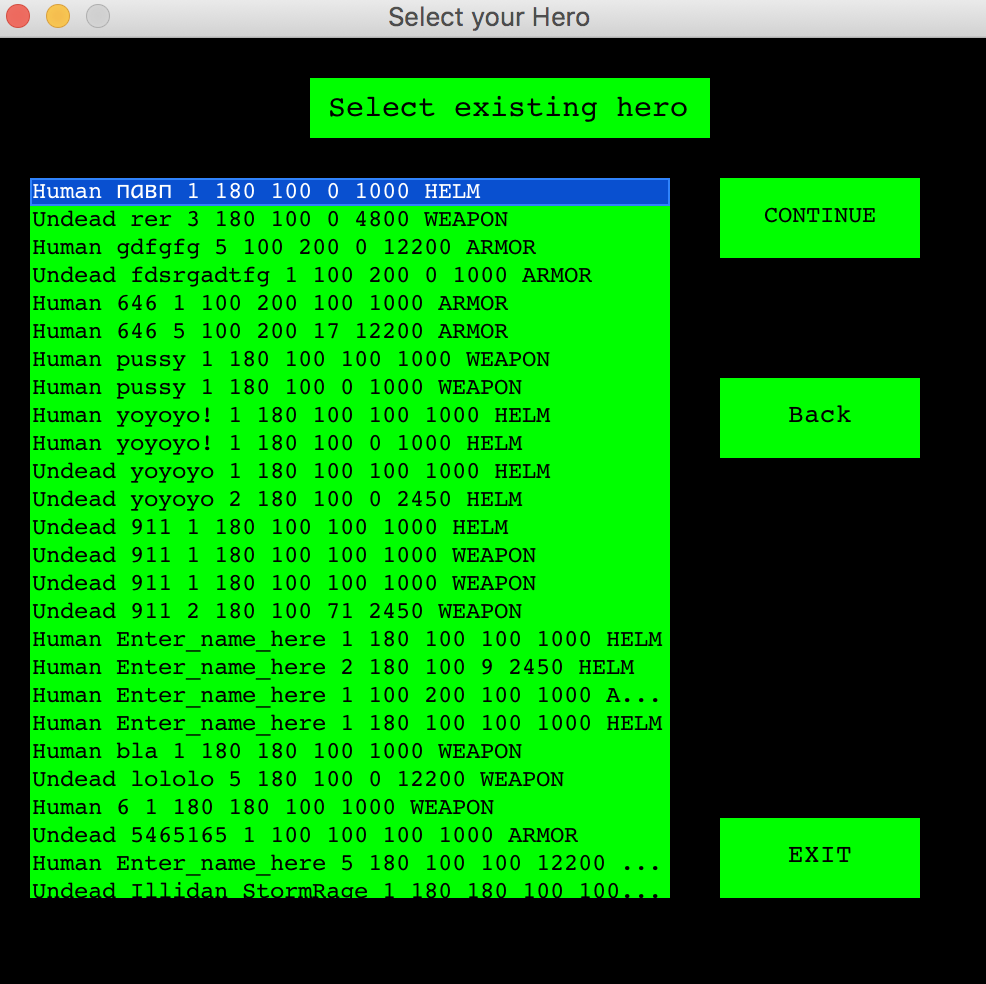 Select your Hero
Select existing hero
Human павп 1 180 100 0 1000 HELM
Undead rer 3 180 100 0 4800 WEAPON
Human gdfgfg 5 100 200 0 12200 ARMOR
Undead fdsrgadtfg 1 100 200 0 1000 ARMOR
Human 646 1 100 200 100 1000 ARMOR
Human 646 5 100 200 17 12200 ARMOR
Human pussy 1 180 100 100 1000 WEAPON
Human pussy 1 180 100 0 1000 WEAPON
Human yoyoyo! 1 180 100 100 1000 HELM
Human yoyoyo! 1 180 100 0 1000 HELM
Undead yoyoyo 1 180 100 100 1000 HELM
Undead yoyoyo 2 180 100 0 2450 HELM
Undead 911 1 180 100 100 1000 HELM
Undead 911 1 180 100 100 1000 WEAPON
Undead 911 1 180 100 100 1000 WEAPON
Undead 911 2 180 100 71 2450 WEAPON
Human Enter_name_here 1 180 100 100 1000 HELM
Human Enter_name_here 2 180 100 9 2450 HELM
Human Enter_name_here 1 100 200 100 1000 A...
Human Enter_name_here 1 180 100 100 1000 HELM
Human bla 1 180 180 100 1000 WEAPON
Undead lololo 5 180 100 0 12200 WEAPON
Human 6 1 180 180 100 1000 WEAPON
Undead 5465165 1 100 100 100 1000 ARMOR
Human Enter_name_here 5 180 100 100 12200 ...
Undead Illidan StormRage 1 180 180 100 100...
CONTINUE
Back
EXIT